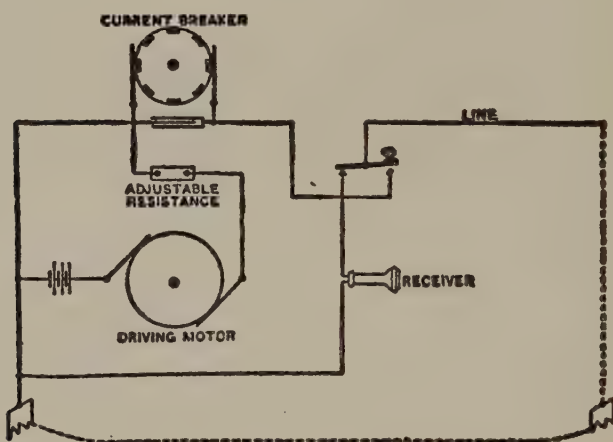 CURRENT BREAKER
LINE
ADJUSTABLE
RESISTANCE
RECEIVER
DRIVING MOTOR